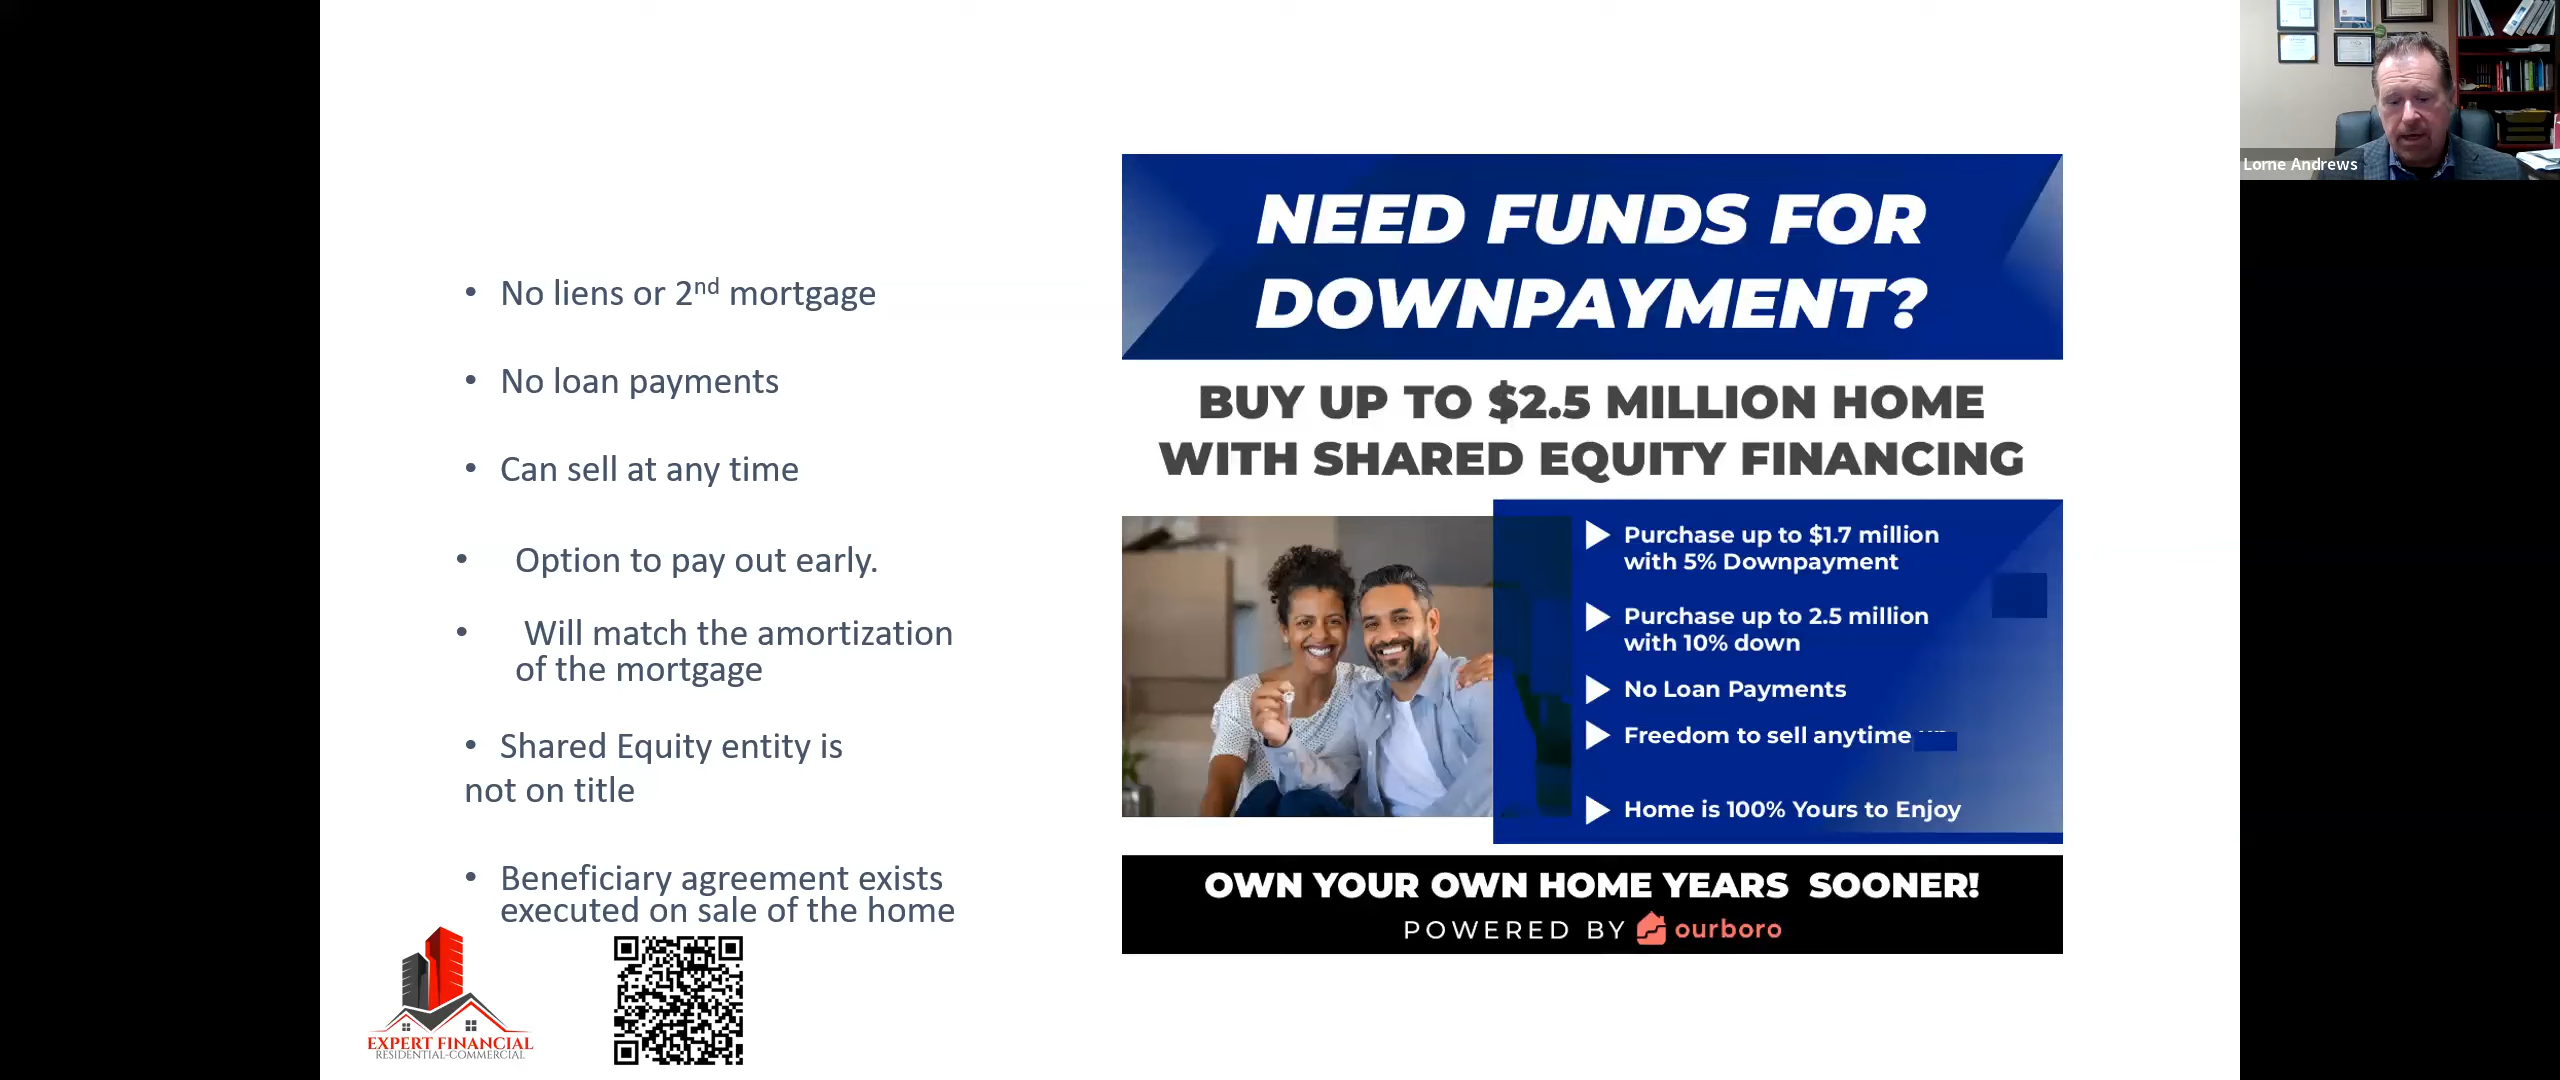 • No liens or 2nd mortgage
• No loan payments
• Can sell at any time
• Option to pay out early.
• Will match the amortization
of the mortgage
• Shared Equity entity is
not on title
• Beneficiary agreement exists
executed on sale of the home
EXPERT FINANCIAL
RESIDENTIAL-COMMERCIAL
NEED FUNDS FOR
DOWNPAYMENT?
BUY UP TO $2.5 MILLION HOME
WITH SHARED EQUITY FINANCING
Purchase up to $1.7 million
with 5% Downpayment
Purchase up to 2.5 million
with 10% down
No Loan Payments
Freedom to sell anytime
Home is 100% Yours to Enjoy
OWN YOUR OWN HOME YEARS SOONER!
POWERED BY ourboro
Lorne Andrews